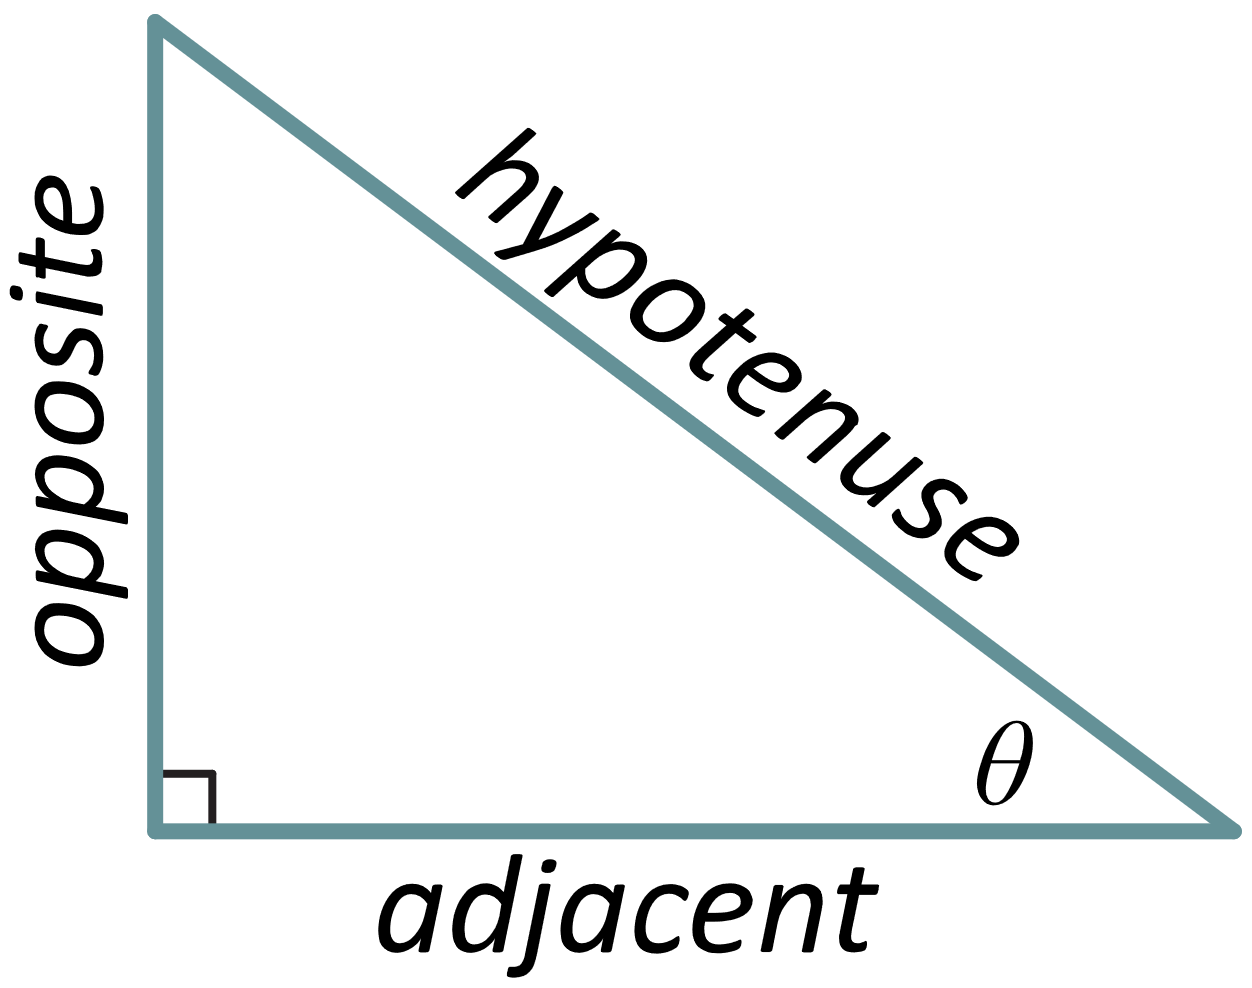 opposite
hypotenuse
θ
adjacent